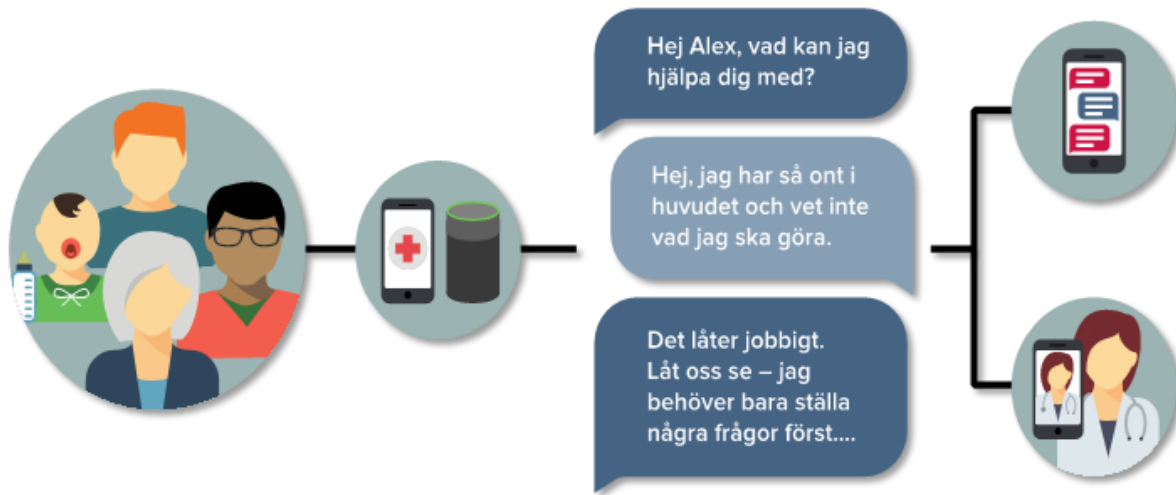 Hej Alex, vad kan jag
hjälpa dig med?
Hej, jag har så ont i
huvudet och vet inte
vad jag ska göra.
Det låter jobbigt.
Låt oss se – jag
behöver bara ställa
några frågor först....